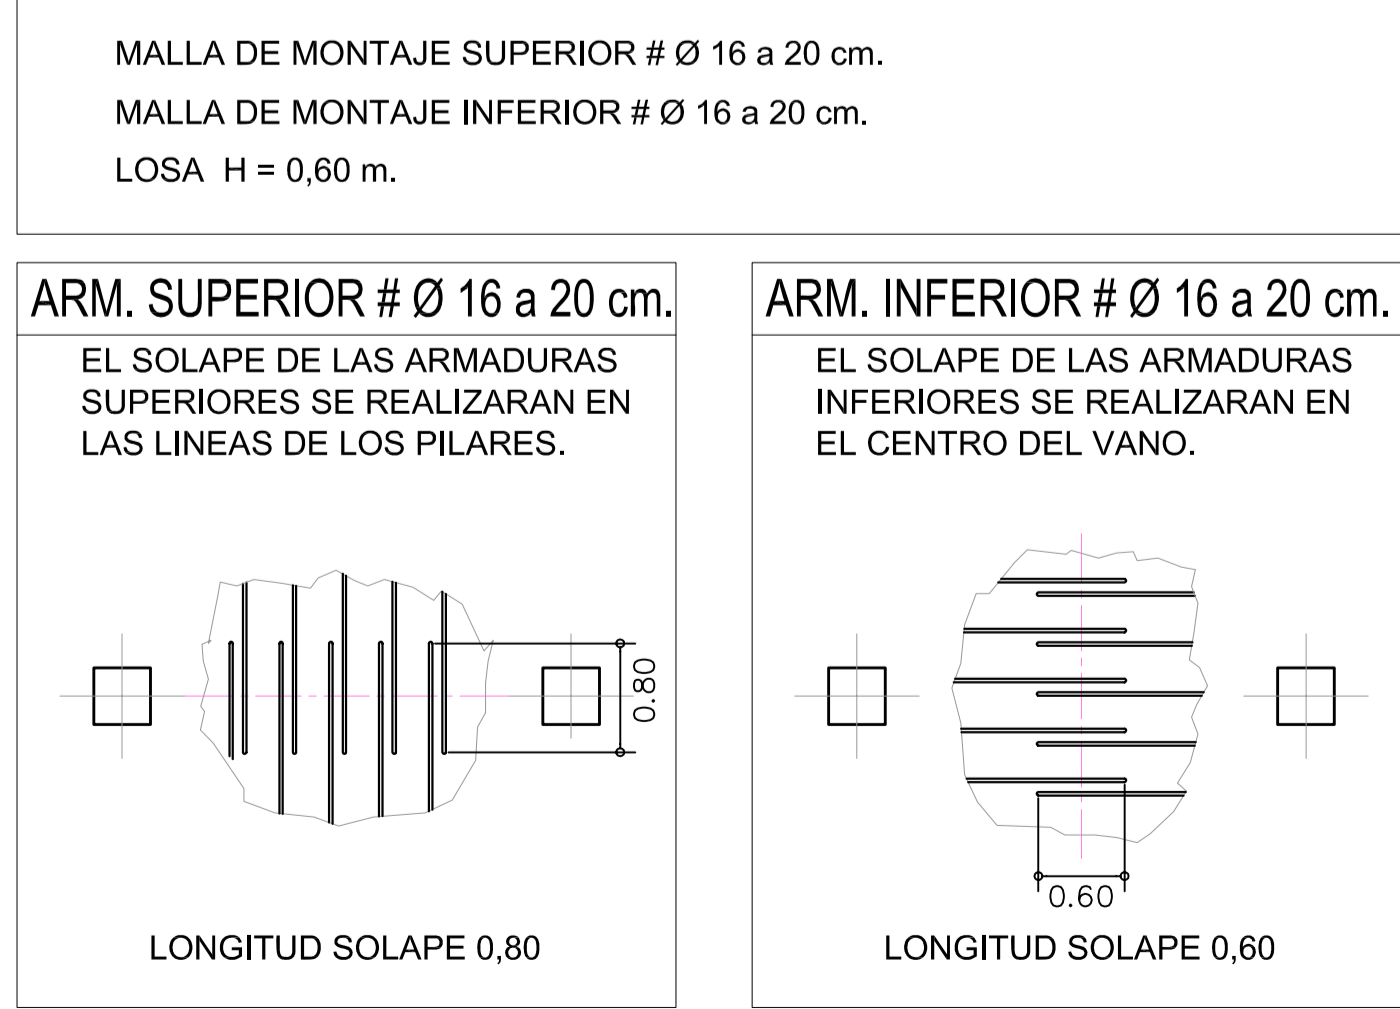 MALLA DE MONTAJE SUPERIOR # Ø 16 a 20 cm.
MALLA DE MONTAJE INFERIOR # Ø 16 a 20 cm.
LOSA H = 0,60 m.
ARM. SUPERIOR # Ø 16 a 20 cm.
EL SOLAPE DE LAS ARMADURAS
SUPERIORES SE REALIZARAN EN
LAS LINEAS DE LOS PILARES.
0.80
LONGITUD SOLAPE 0,80
ARM. INFERIOR # Ø 16 a 20 cm.
EL SOLAPE DE LAS ARMADURAS
INFERIORES SE REALIZARAN EN
EL CENTRO DEL VANO.
0.60
LONGITUD SOLAPE 0,60